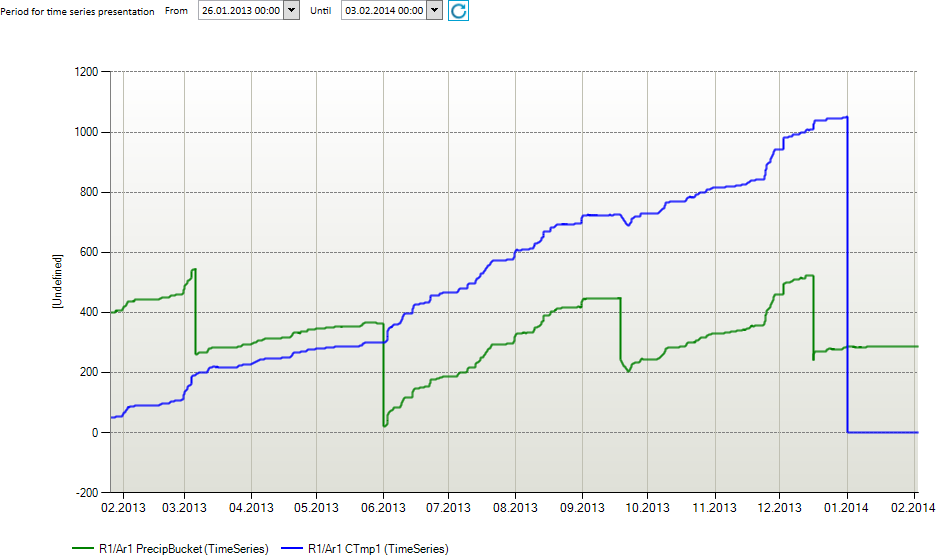 Period for time series presentation From 26.01.2013 00:00 Until 03.02.2014 00:00
1200
1000
800
600
400
200
0
-200
[Undefined]
02.2013 03.2013 04.2013 05.2013 06.2013 07.2013 08.2013 09.2013 10.2013 11.2013 12.2013 01.2014 02.2014
R1/Ar1 PrecipBucket (TimeSeries) R1/Ar1 CTmp1 (TimeSeries)